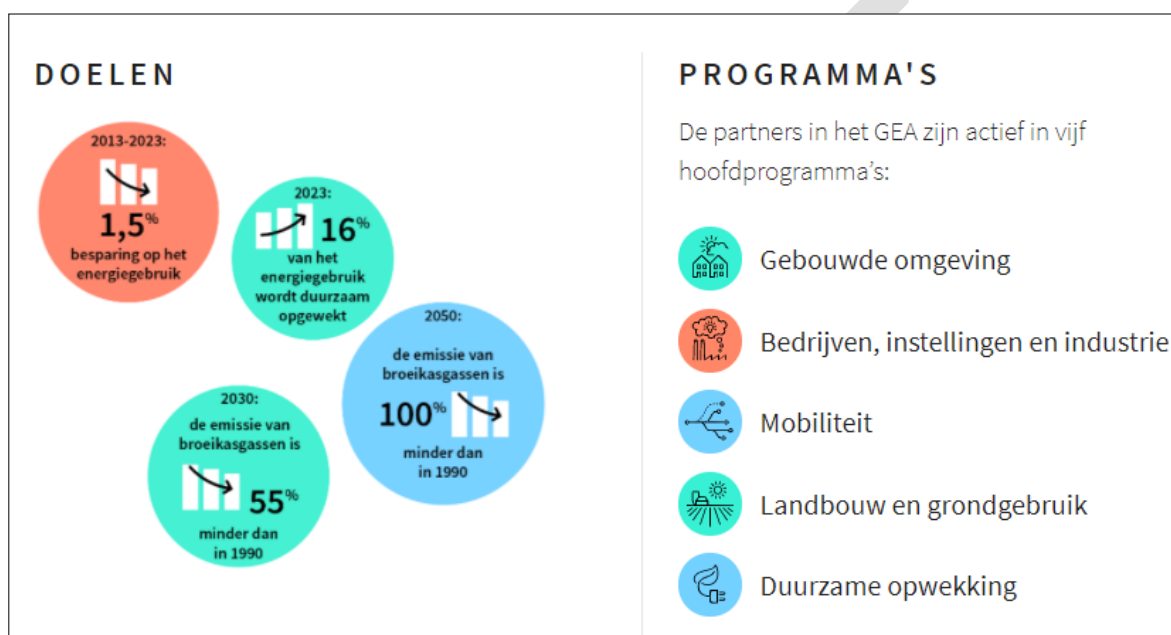 DOELEN
2013-2023:
1,5%
besparing op het
energiegebruik
2023:
16%
van het
energiegebruik
wordt duurzaam
opgewekt
2050:
de emissie van
broeikasgassen is
100%
minder dan
in 1990
2030:
de emissie van
broeikasgassen is
55%
minder dan
in 1990
PROGRAMMA'S
De partners in het GEA zijn actief in vijf
hoofdprogramma's:
Gebouwde omgeving
Bedrijven, instellingen en industrie
Mobiliteit
Landbouw en grondgebruik
Duurzame opwekking